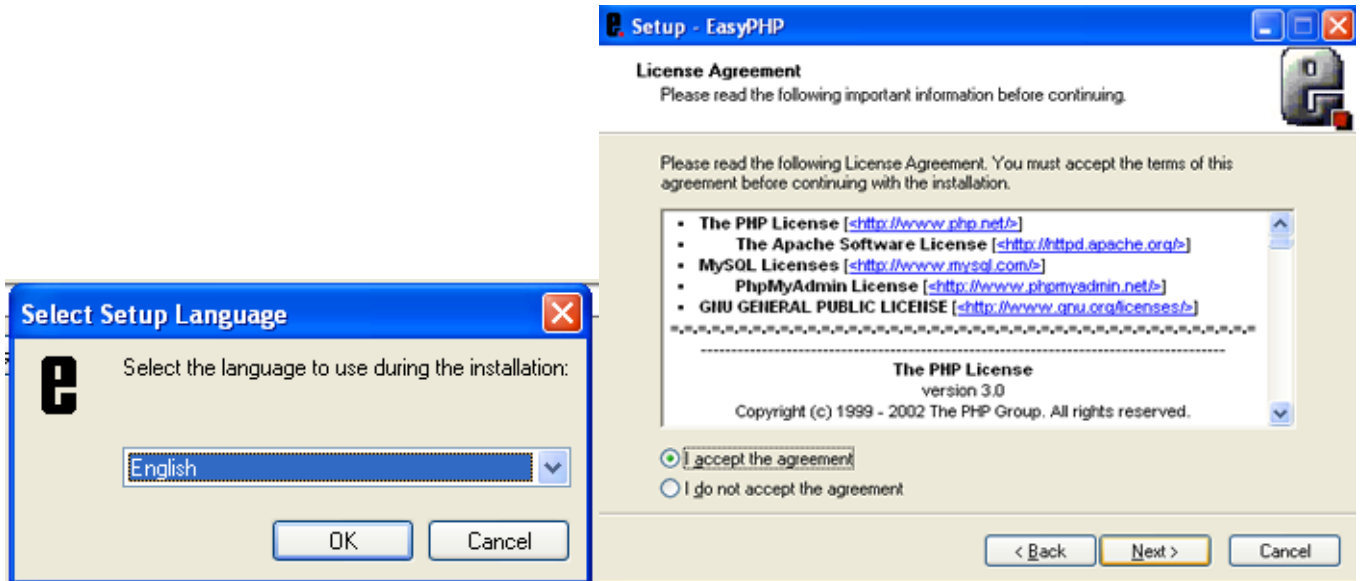 Select Setup Language
Select the language to use during the installation:
English
OK
Cancel
Setup - EasyPHP
License Agreement
Please read the following important information before continuing.
Please read the following License Agreement. You must accept the terms of this
agreement before continuing with the installation.
▪ The PHP License [<http://www.php.net/>]
▪ The Apache Software License [<http://httpd.apache.org/>]
▪ MySQL Licenses [<http://www.mysql.com/>]
▪ PhpMyAdmin License [<http://www.phpmyadmin.net/>]
▪ GNU GENERAL PUBLIC LICENSE [<http://www.gnu.org/licenses/>]
The PHP License
version 3.0
Copyright (c) 1999 - 2002 The PHP Group. All rights reserved.
I accept the agreement
I do not accept the agreement
< Back
Next >
Cancel